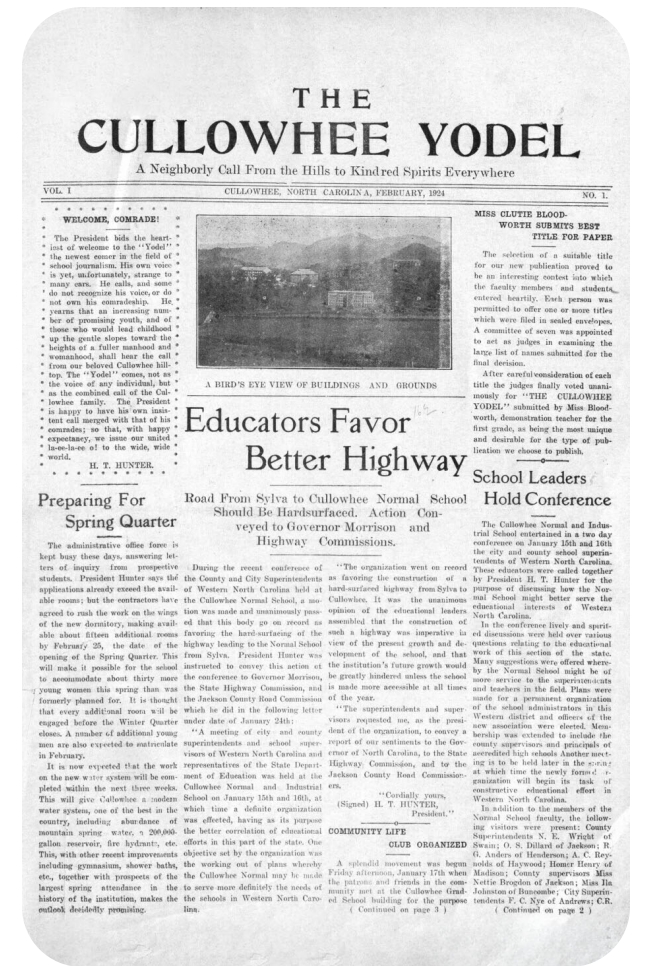 THE
CULLOWHEE YODEL
A Neighborly Call From the Hills to Kindred Spirits Everywhere
VOL. I
CULLOWHEE, NORTH CAROLINA, FEBRUARY, 1924
NO. 1.
WELCOME, COMRADE!
The President bids the heart-
iest of welcome to the "Yodel"
the newest comer in the field of
school journalism. His own voice
is yet, unfortunately, strange to
many ears. He calls, and some
do not recognize his voice, or do
not own his comradeship. He
yearns that an increasing num-
ber of promising youth, and of
those who would lead childhood
up the gentle slopes toward the
heights of a fuller manhood and
womanhood, shall hear the call
from our beloved Cullowhee hill-
top. The "Yodel" comes, not as
the voice of any individual, but
as the combined call of the Cul-
lowhee family. The President
is happy to have his own insis-
tent call merged with that of his
comrades; so that, with happy
expectancy, we issue our united
la-ee-la-ee o! to the wide, wide
world.
H. T. HUNTER.
Preparing For
Spring Quarter
The administrative office force is
kept busy these days, answering let-
ters of inquiry from prospective
students. President Hunter says the
applications already exceed the avail-
able rooms; but the contractors have
agreed to rush the work on the wings
of the new dormitory, making avail-
able about fifteen additional rooms
by February 25, the date of the
opening of the Spring Quarter. This
will make it possible for the school
to accommodate about thirty more
young women this spring than was
formerly planned for. It is thought
that every additional room will be
engaged before the Winter Quarter
closes. A number of additional young
men are also expected to matriculate
in February.
It is now expected that the work
on the new water system will be com-
pleted within the next three weeks.
This will give Cullowhee a modern
water system, one of the best in the
country, including abundance of
mountain spring water, a 200,000-
gallon reservoir, fire hydrants, etc.
This, with other recent improvements
including gymnasium, shower baths,
etc., together with prospects of the
largest spring attendance in the
history of the institution, makes the
outlook decidedly promising.
A BIRD'S EYE VIEW OF BUILDINGS AND GROUNDS
Educators Favor
Better Highway
Road From Sylva to Cullowhee Normal School
Should Be Hardsurfaced. Action Con-
veyed to Governor Morrison and
Highway Commissions.
During the recent conference of
the County and City Superintendents
of Western North Carolina held at
the Cullowhee Normal School, a mo-
tion was made and unanimously pass-
ed that this body go on record as
favoring the hard-surfacing of the
highway leading to the Normal School
from Sylva. President Hunter was
instructed to convey this action of
the conference to Governor Morrison,
the State Highway Commission, and
the Jackson County Road Commission
which he did in the following letter
under date of January 24th:
"A meeting of city and county
superintendents and school super-
visors of Western North Carolina and
representatives of the State Depart-
ment of Education was held at the
Cullowhee Normal and Industrial
School on January 15th and 16th, at
which time a definite organization
was effected, having as its purpose
the better correlation of educational
efforts in this part of the state. One
objective set by the organization was
the working out of plans whereby
the Cullowhee Normal may be made
to serve more definitely the needs of
the schools in Western North Caro-
lina.
"The organization went on record
as favoring the construction of a
hard-surfaced highway from Sylva to
Cullowhee. It was the unanimous
opinion of the educational leaders
assembled that the construction of
such a highway was imperative in
view of the present growth and de-
velopment of the school, and that
the institution's future growth would
be greatly hindered unless the school
is made more accessible at all times
of the year.
"The superintendents and super-
visors requested me, as the presi-
dent of the organization, to convey a
report of our sentiments to the Gov-
ernor of North Carolina, to the State
Highway Commission, and to the
Jackson County Road Commission-
ers.
"Cordially yours,
(Signed) H. T. HUNTER,
President."
COMMUNITY LIFE
CLUB ORGANIZED
A splendid movement was begun
Friday afternoon, January 17th when
the patrons and friends in the com-
munity met at the Cullowhee Grad-
ed School building for the purpose
( Continued on page 3 )
MISS CLUTIE BLOOD-
WORTH SUBMITS BEST
TITLE FOR PAPER
The selection of a suitable title
for our new publication proved to
be an interesting contest into which
the faculty members and students
entered heartily. Each person was
permitted to offer one or more titles
which were filed in sealed envelopes.
A committee of seven was appointed
to act as judges in examining the
large list of names submitted for the
final decision.
After careful consideration of each
title the judges finally voted unani-
mously for "THE CULLOWHEE
YODEL" submitted by Miss Blood-
worth, demonstration teacher for the
first grade, as being the most unique
and desirable for the type of pub-
lication we choose to publish.
School Leaders
Hold Conference
The Cullowhee Normal and Indus-
trial School entertained in a two day
conference on January 15th and 16th
the city and county school superin-
tendents of Western North Carolina.
These educators were called together
by President H. T. Hunter for the
purpose of discussing how the Nor-
mal School might better serve the
educational interests of Western
North Carolina.
In the conference lively and spirit-
ed discussions were held over various
questions relating to the educational
work of this section of the state.
Many suggestions were offered where-
by the Normal School might be of
more service to the superintendents
and teachers in the field. Plans were
made for a permanent organization
of the school administrators in this
Western district and officers of the
new association were elected. Mem-
bership was extended to include the
county supervisors and principals of
accredited high schools Another meet-
ing is to be held later in the spring
at which time the newly formed or-
ganization will begin its task of
constructive educational effort in
Western North Carolina.
In addition to the members of the
Normal School faculty, the follow-
ing visitors were present: County
Superintendents N. E. Wright of
Swain; O. S. Dillard of Jackson; R.
G. Anders of Henderson; A. C. Rey-
nolds of Haywood; Homer Henry of
Madison; County supervisors Miss
Nettie Brogdon of Jackson; Miss Ila
Johnston of Buncombe; City Superin-
tendents F. C. Nye of Andrews; C.R.
( Continued on page 2 )